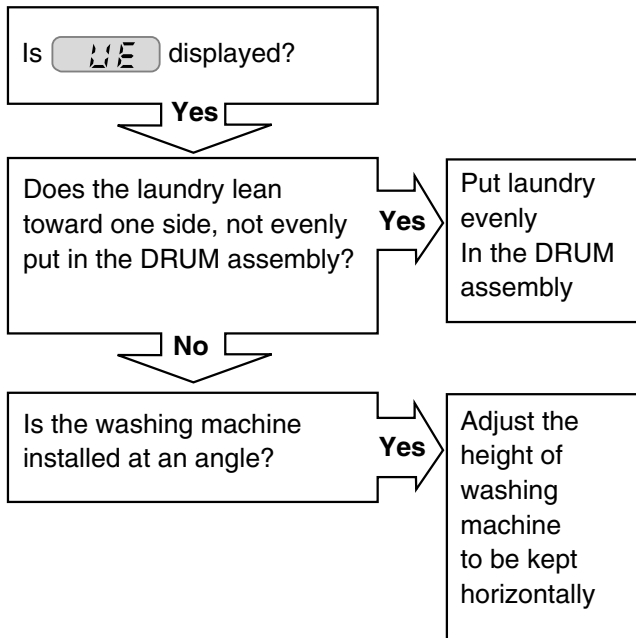 Is UE displayed?
Yes
Does the laundry lean
toward one side, not evenly
put in the DRUM assembly?
Yes
Put laundry
evenly
In the DRUM
assembly
No
Is the washing machine
installed at an angle?
Yes
Adjust the
height of
washing
machine
to be kept
horizontally